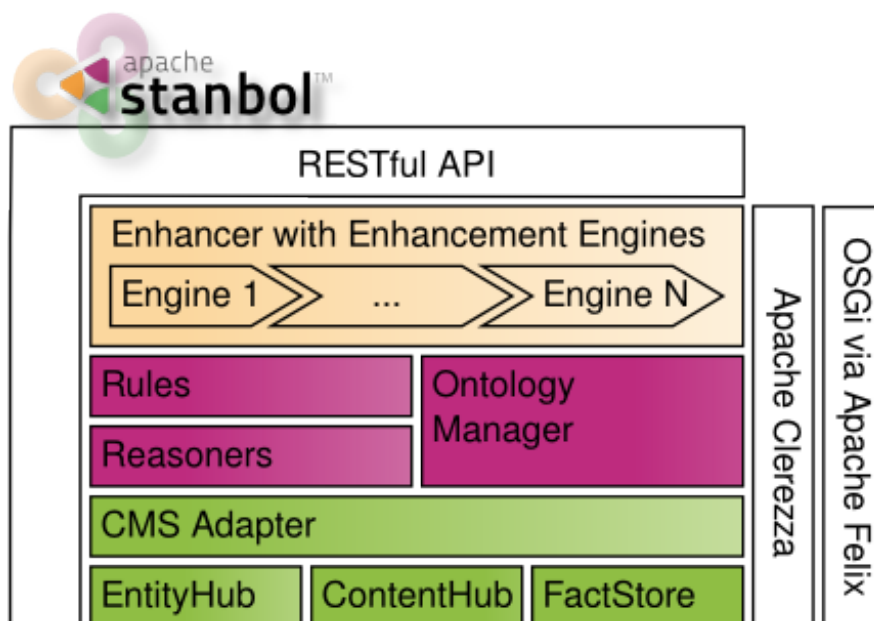 apache
stanbol™
RESTful API
Enhancer with Enhancement Engines
Engine 1
...
Engine N
Rules
Ontology
Manager
Reasoners
CMS Adapter
EntityHub
ContentHub
FactStore
Apache Clerezza
OSGi via Apache Felix